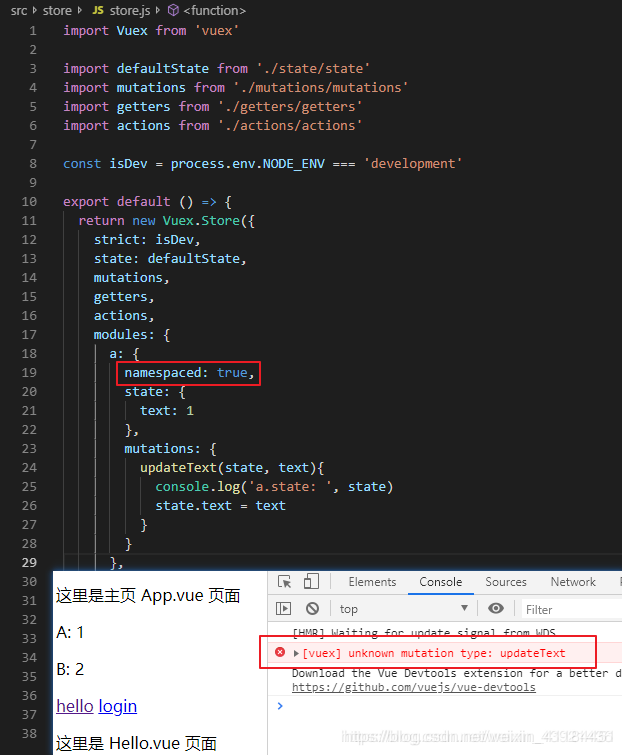 src > store > JS store.js > <function>
1 import Vuex from 'vuex'
2
3 import defaultState from './state/state'
4 import mutations from './mutations/mutations'
5 import getters from './getters/getters'
6 import actions from './actions/actions'
7
8 const isDev = process.env.NODE_ENV === 'development'
9
10 export default () => {
11 return new Vuex.Store({
12 strict: isDev,
13 state: defaultState,
14 mutations,
15 getters,
16 actions,
17 modules: {
18 a: {
19 namespaced: true,
20 state: {
21 text: 1
22 },
23 mutations: {
24 updateText(state, text){
25 console.log('a.state: ', state)
26 state.text = text
27 }
28 }
29 },
30
31
32
33
34
35
36
37
38
这里是主页 App.vue 页面
A: 1
B: 2
hello login
这里是 Hello.vue 页面
Elements Console Sources Network
top Filter
[HMR] Waiting for update signal from WDS
[vuex] unknown mutation type: updateText
Download the Vue Devtools extension for a better d
https://github.com/vuejs/vue-devtools
>